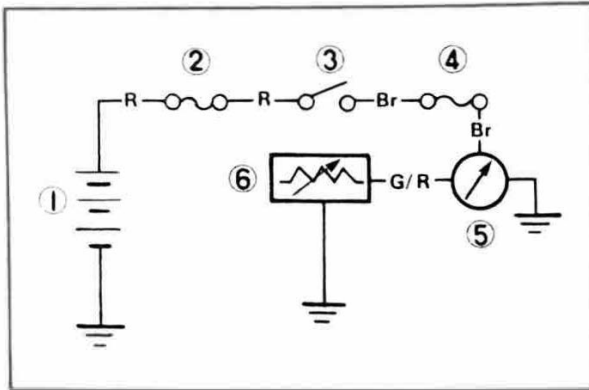 ② ③ ④
R R Br
Br
① ⑥ G/R
⑤